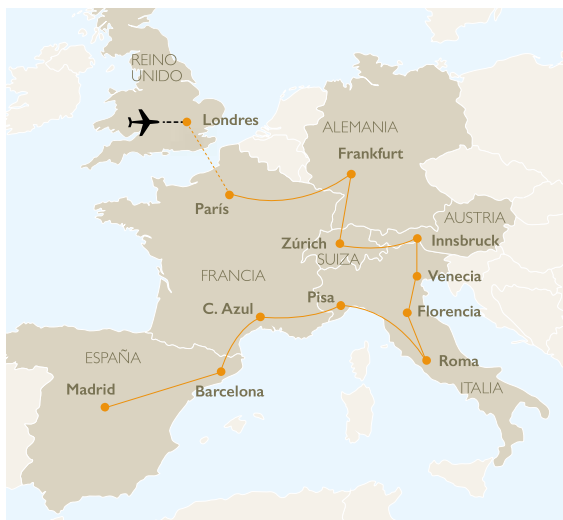 REINO
UNIDO
Londres
ALEMANIA
Frankfurt
París
AUSTRIA
Zúrich
Innsbruck
SUIZA
FRANCIA
Venecia
Pisa
C. Azul
Florencia
ESPAÑA
Roma
Madrid
Barcelona
ITALIA